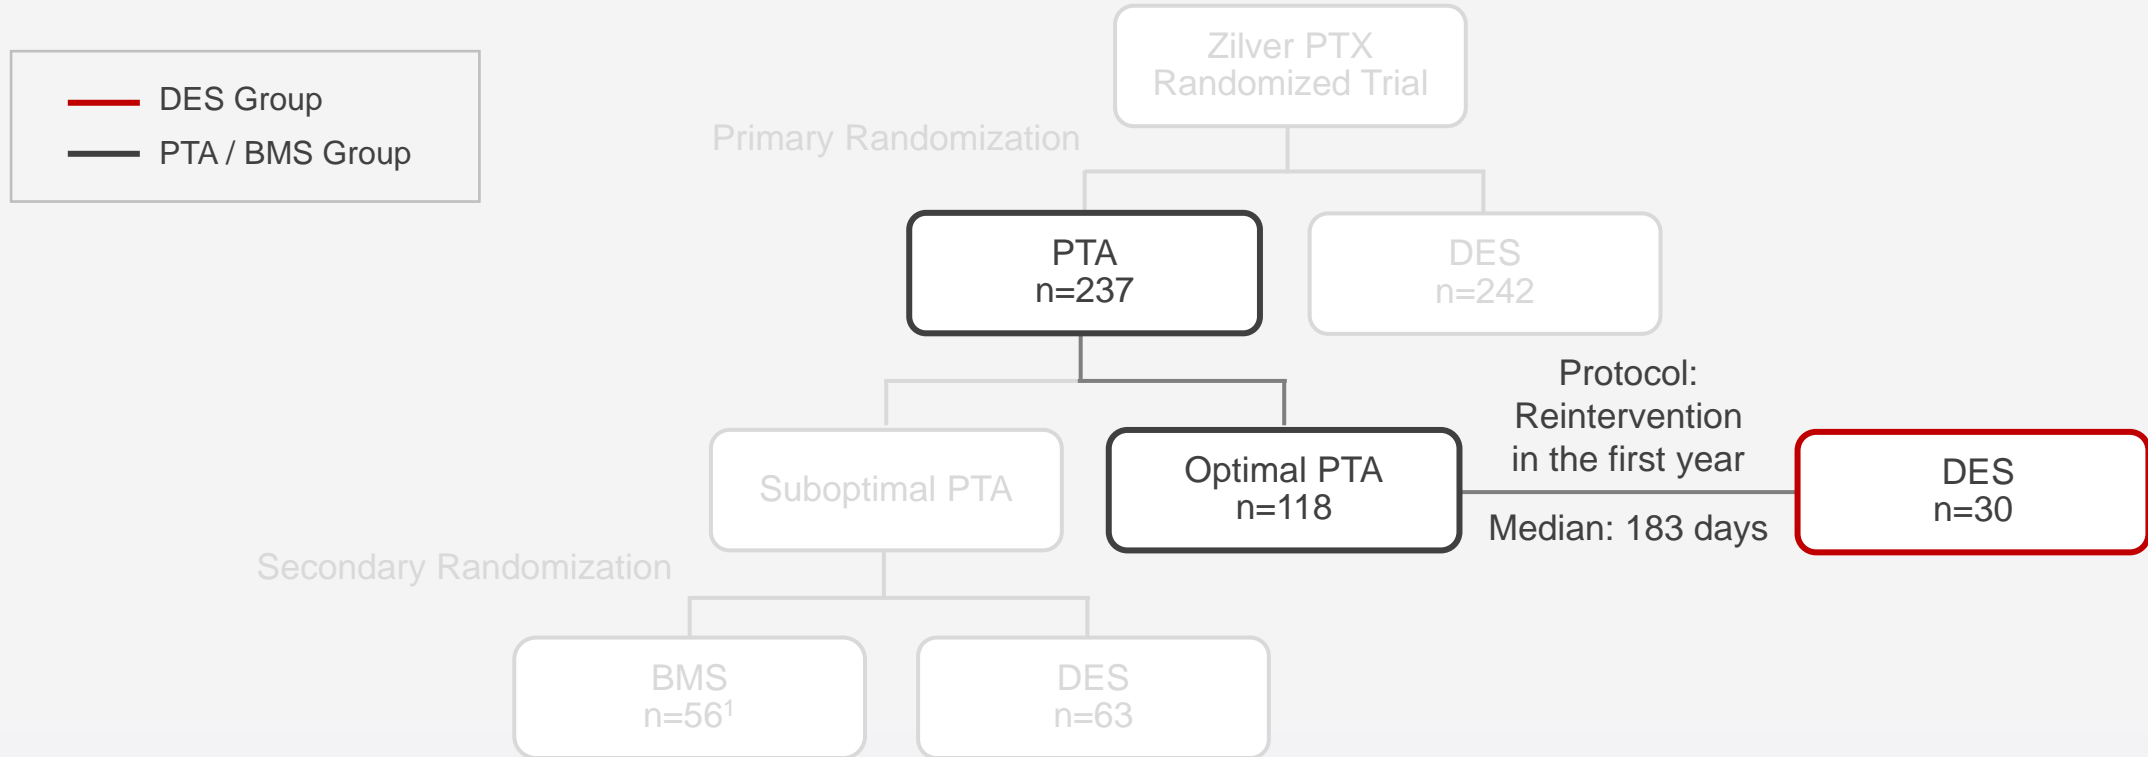 DES Group
PTA / BMS Group
Zilver PTX
Randomized Trial
Primary Randomization
PTA
n=237
DES
n=242
Protocol:
Reintervention
in the first year
Suboptimal PTA
Optimal PTA
n=118
Median: 183 days
DES
n=30
Secondary Randomization
BMS
n=56¹
DES
n=63